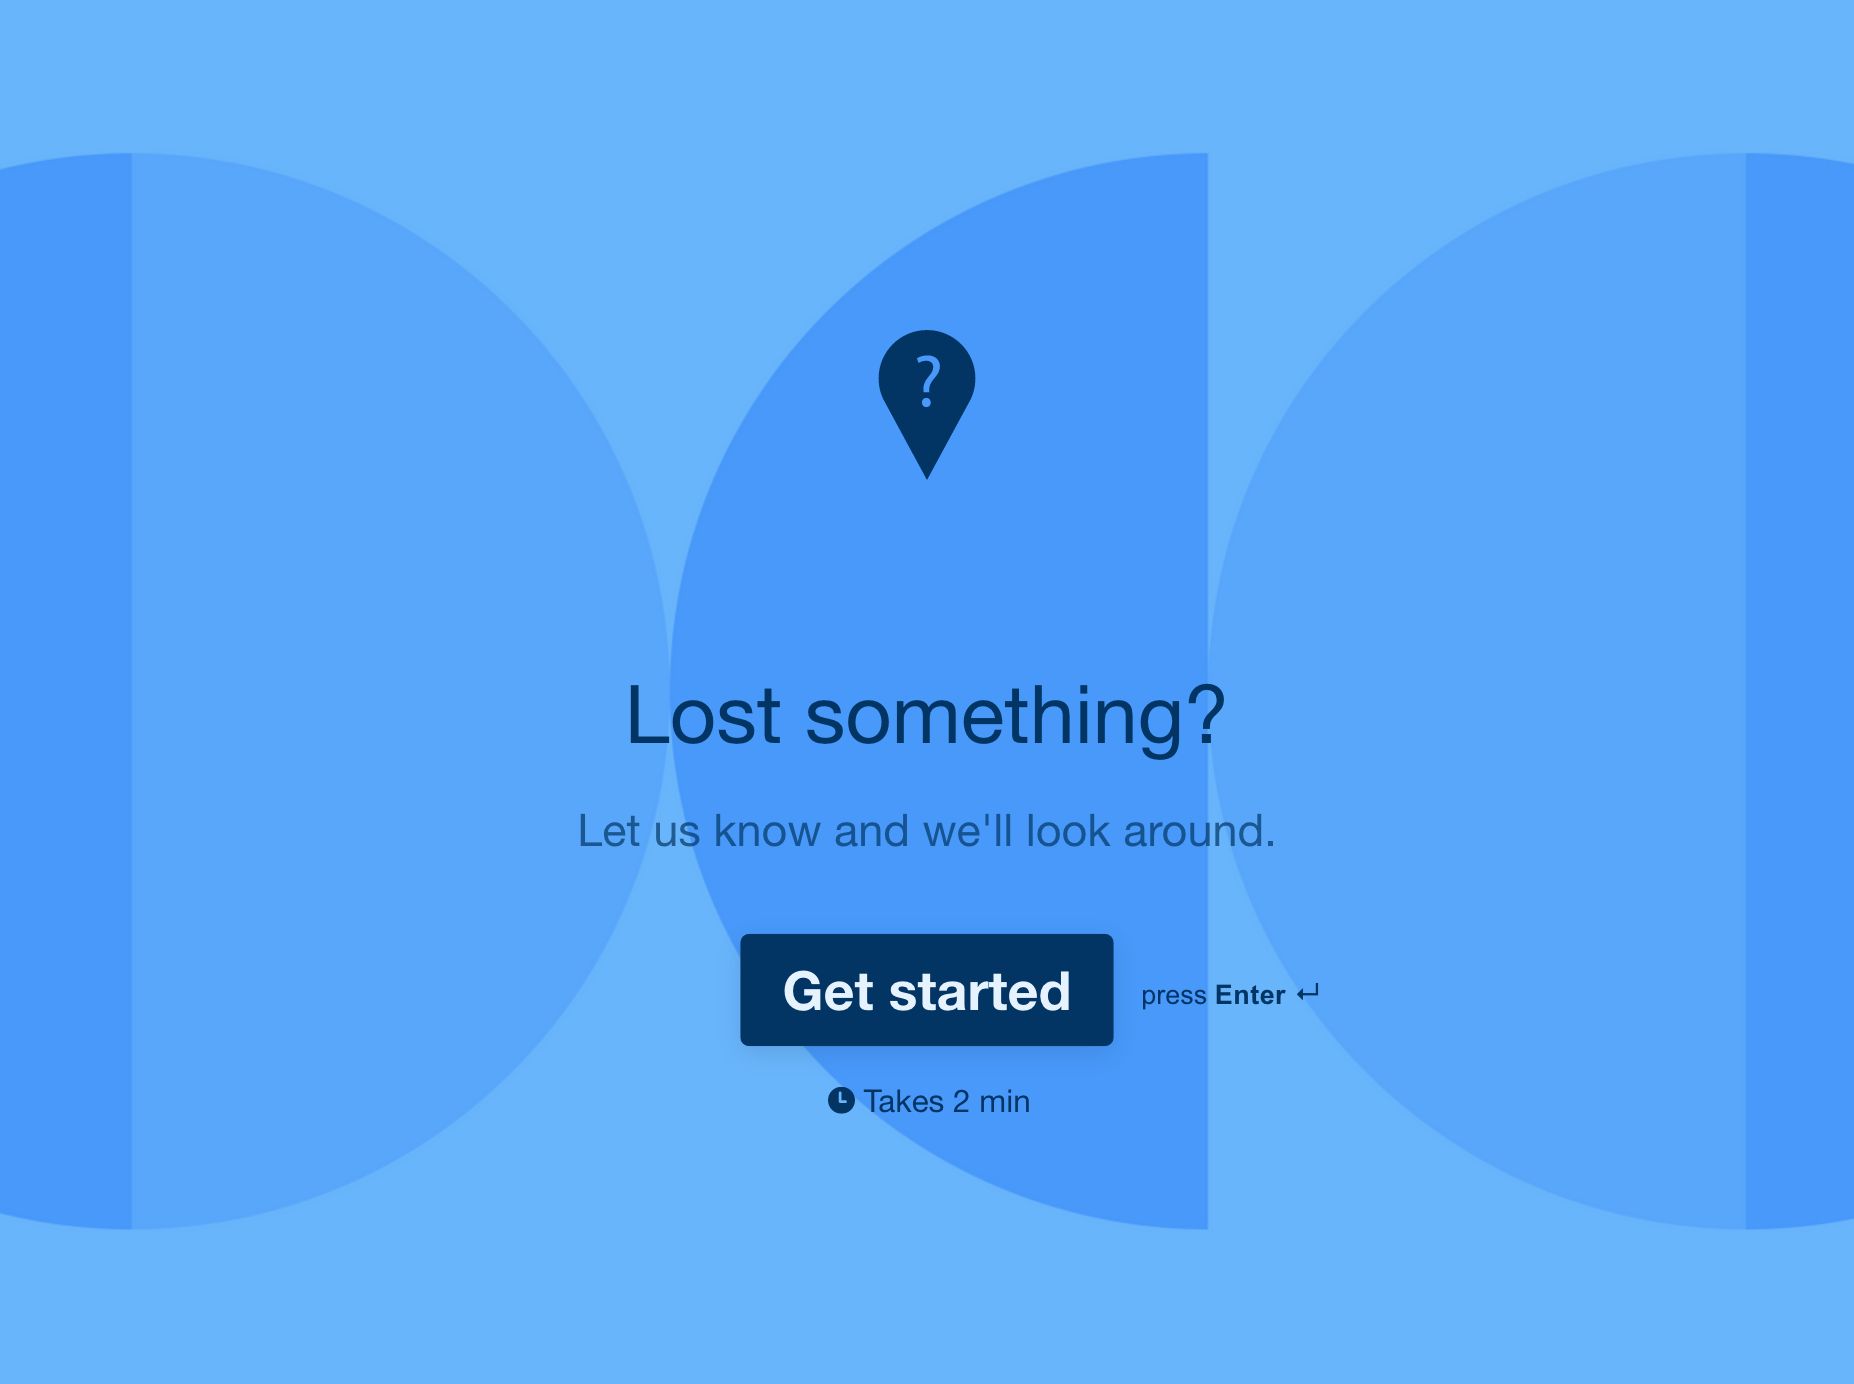 ?
Lost something?
Let us know and we'll look around.
Get started
press Enter ↵
Takes 2 min